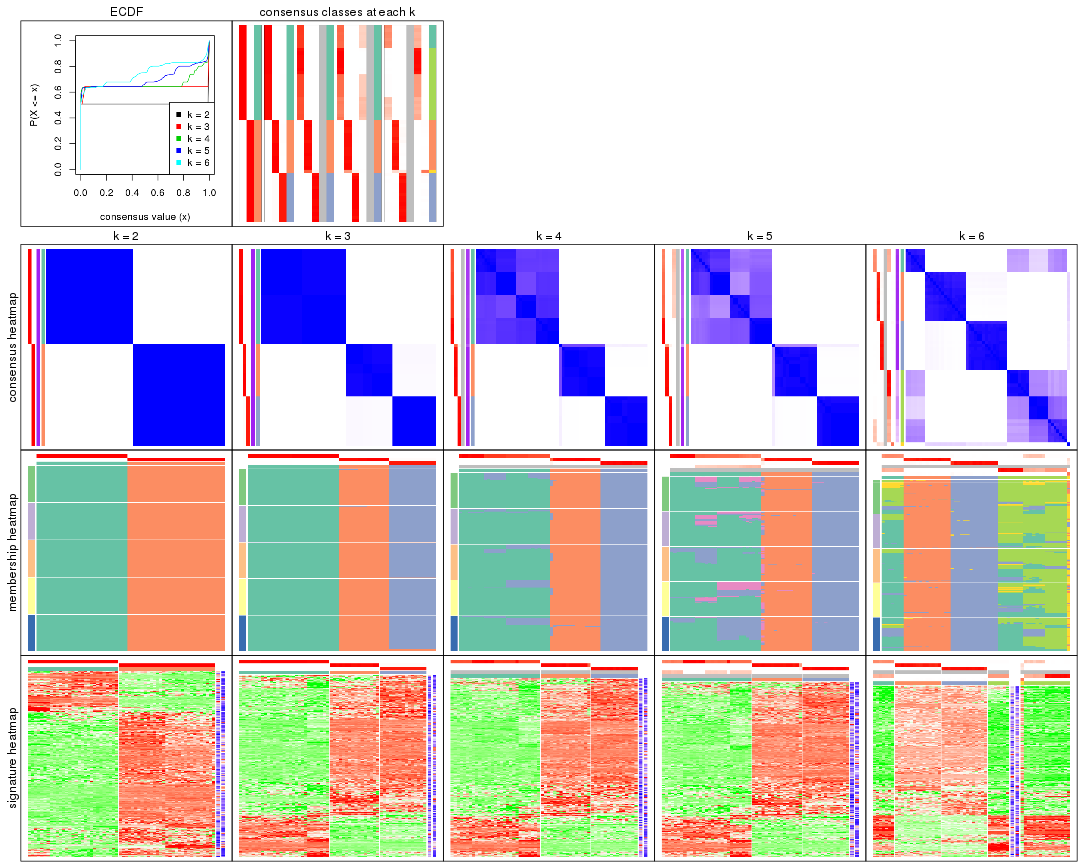 ECDF
consensus classes at each k
P(X <= x)
1.0
0.8
0.6
0.4
0.2
0.0
k = 2
k = 3
k = 4
k = 5
k = 6
0.0 0.2 0.4 0.6 0.8 1.0
consensus value (x)
k = 2
k = 3
k = 4
k = 5
k = 6
consensus heatmap
membership heatmap
signature heatmap